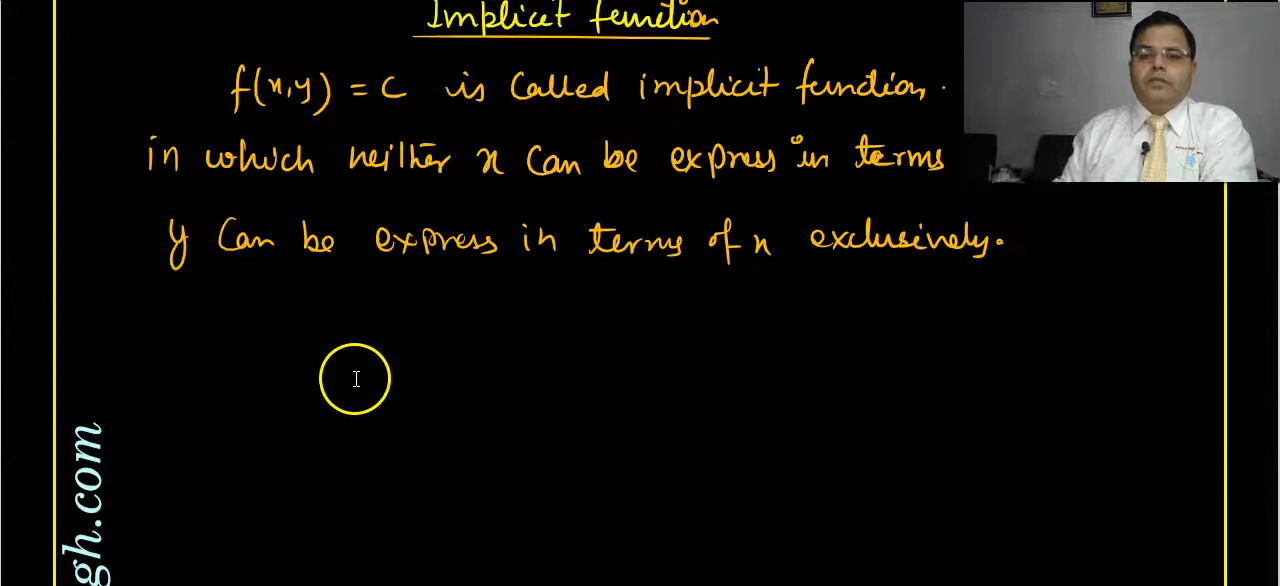 Implicit function
f(x,y) = c is called implicit function.
in which neither x can be express in terms
y can be express in terms of x exclusively.
gh.com